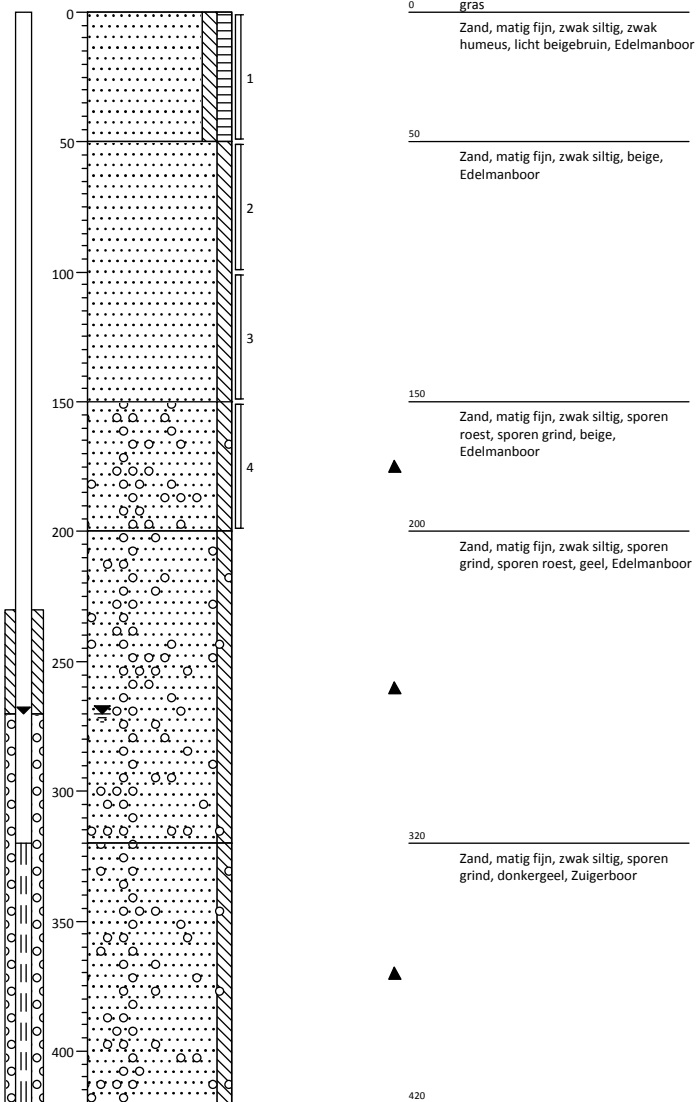 0
50
100
150
200
250
300
350
400
1
2
3
4
0
gras
Zand, matig fijn, zwak siltig, zwak
humeus, licht beigebruin, Edelmanboor
50
Zand, matig fijn, zwak siltig, beige,
Edelmanboor
150
Zand, matig fijn, zwak siltig, sporen
roest, sporen grind, beige,
Edelmanboor
200
Zand, matig fijn, zwak siltig, sporen
grind, sporen roest, geel, Edelmanboor
320
Zand, matig fijn, zwak siltig, sporen
grind, donkergeel, Zuigerboor
420